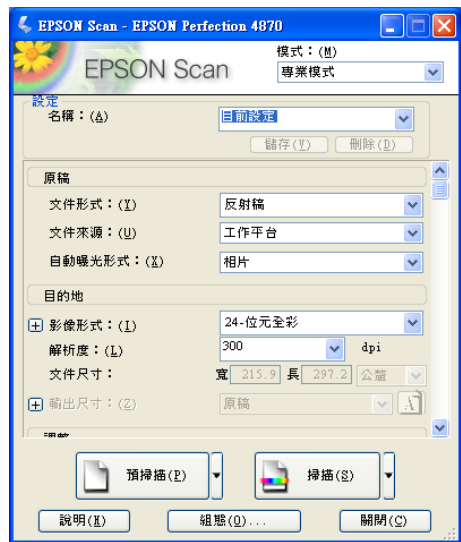 EPSON Scan - EPSON Perfection 4870
EPSON Scan
模式：(M)
專業模式
設定
名稱：(A) 目前設定
儲存(V) 刪除(D)
原稿
文件形式：(Y) 反射稿
文件來源：(U) 工作平台
自動曝光形式：(X) 相片
目的地
影像形式：(I) 24-位元全彩
解析度：(L) 300 dpi
文件尺寸： 寬 215.9 長 297.2 公釐
輸出尺寸：(Z) 原稿
調整
預掃描(P) 掃描(S)
說明(H) 組態(O)... 關閉(C)